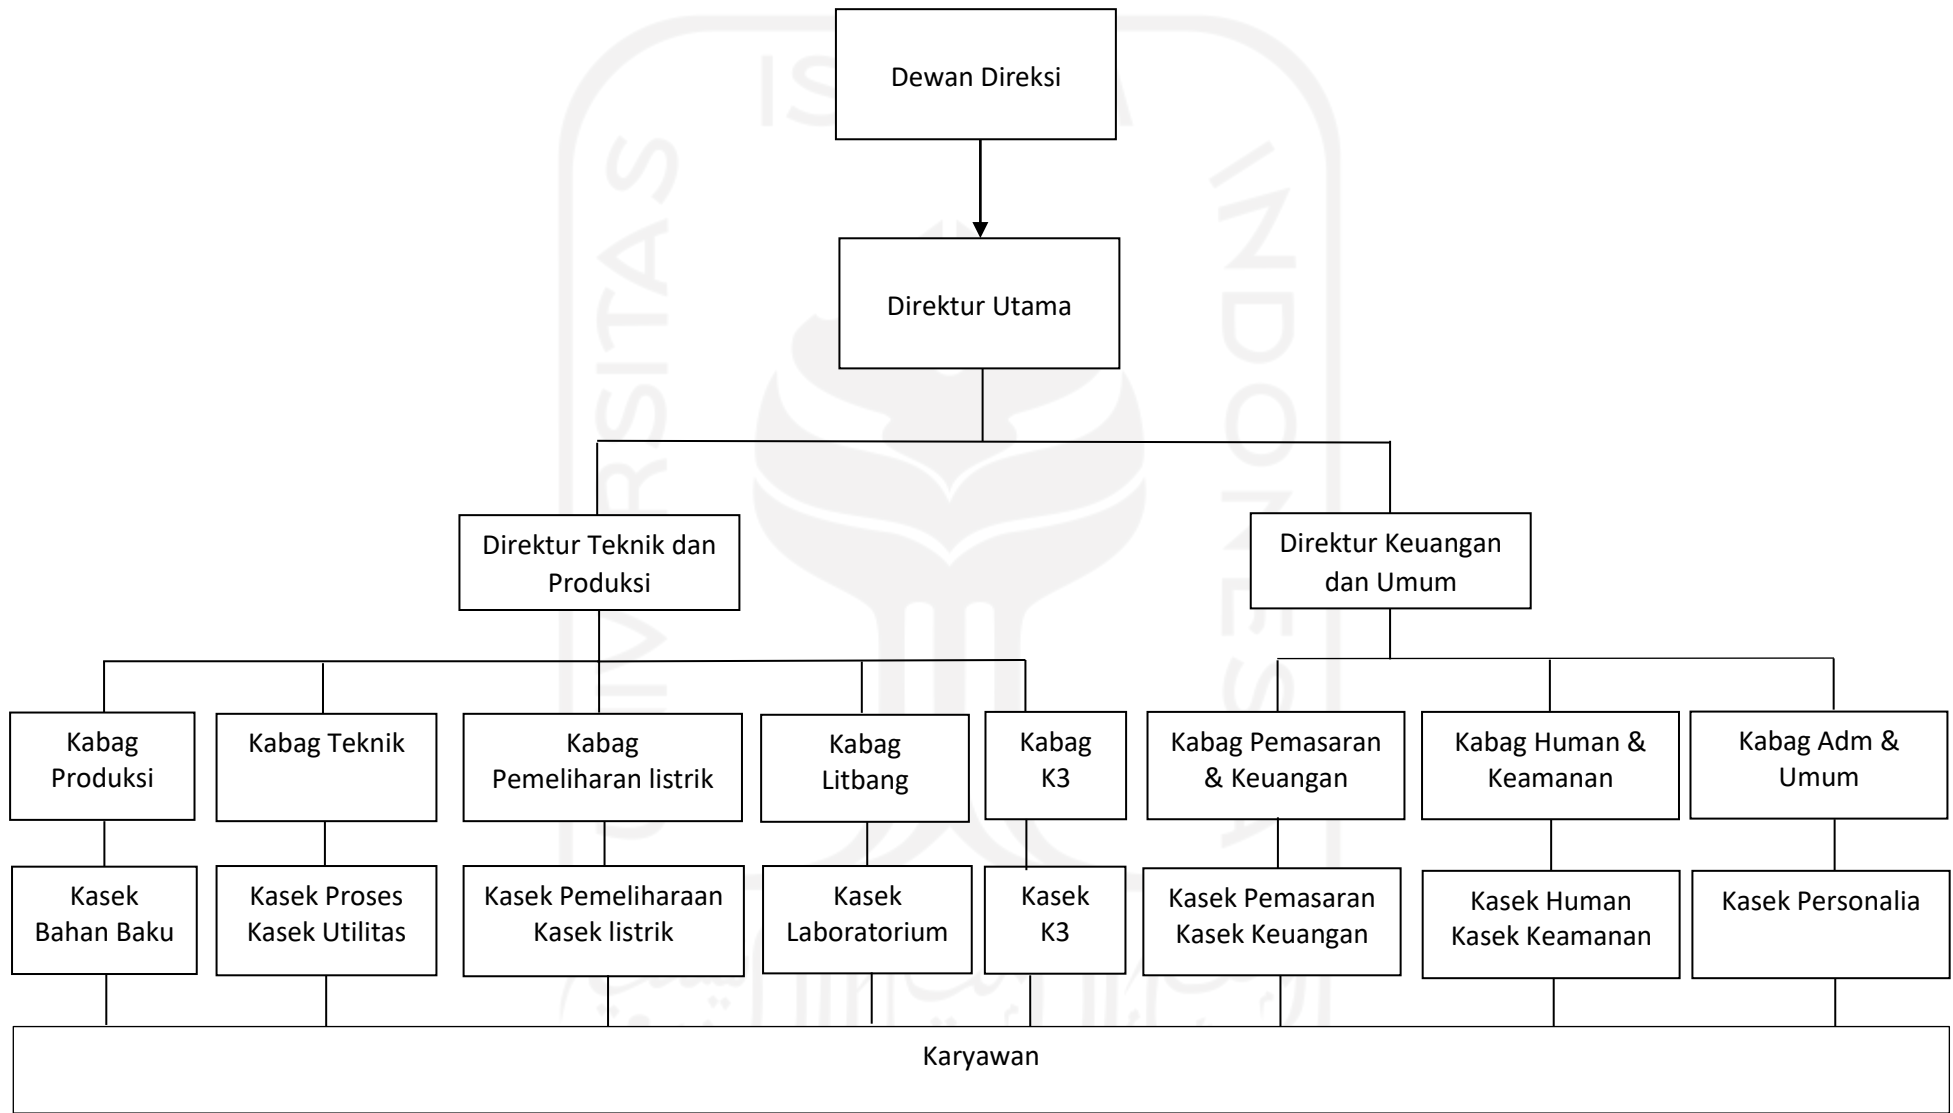 Dewan Direksi
Direktur Utama
Direktur Teknik dan
Produksi
Direktur Keuangan
dan Umum
Kabag
Produksi
Kabag Teknik
Kabag
Pemeliharan listrik
Kabag
Litbang
Kabag
K3
Kabag Pemasaran
& Keuangan
Kabag Human &
Keamanan
Kabag Adm &
Umum
Kasek
Bahan Baku
Kasek Proses
Kasek Utilitas
Kasek Pemeliharaan
Kasek listrik
Kasek
Laboratorium
Kasek
K3
Kasek Pemasaran
Kasek Keuangan
Kasek Human
Kasek Keamanan
Kasek Personalia
Karyawan
UNIVERSITAS
INDONESIA